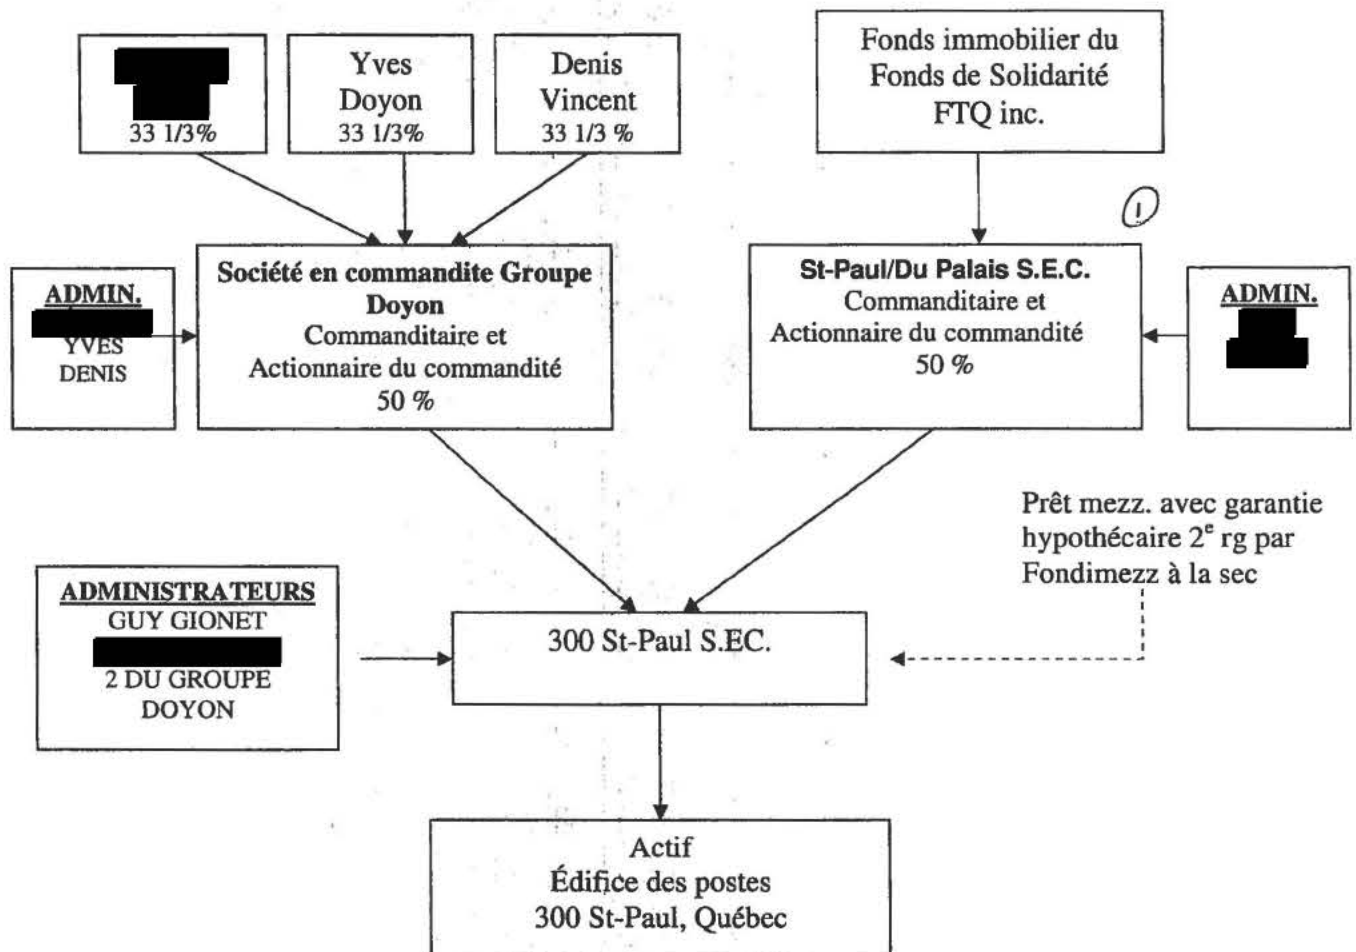 33 1/3%
Yves
Doyon
33 1/3%
Denis
Vincent
33 1/3 %
Fonds immobilier du
Fonds de Solidarité
FTQ inc.
1
ADMIN.
YVES
DENIS
Société en commandite Groupe
Doyon
Commanditaire et
Actionnaire du commandité
50 %
St-Paul/Du Palais S.E.C.
Commanditaire et
Actionnaire du commandité
50 %
ADMIN.
Prêt mezz. avec garantie
hypothécaire 2e rg par
Fondimezz à la sec
ADMINISTRATEURS
GUY GIONET
2 DU GROUPE
DOYON
300 St-Paul S.EC.
Actif
Édifice des postes
300 St-Paul, Québec